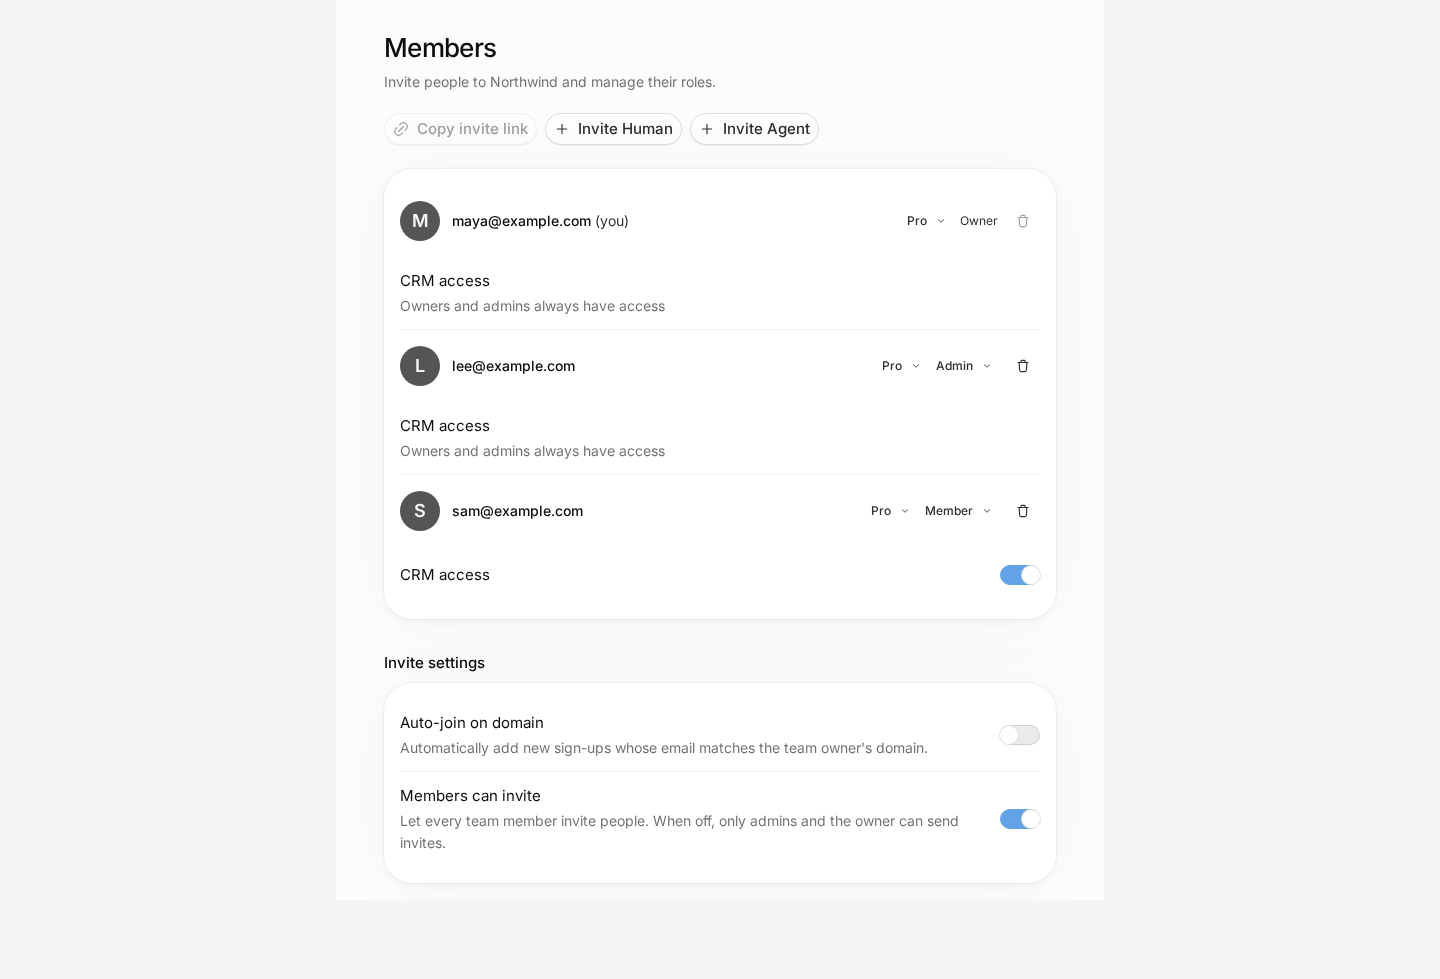 Members
Invite people to Northwind and manage their roles.
Copy invite link
Invite Human
Invite Agent
M
maya@example.com (you)
Pro
Owner
CRM access
Owners and admins always have access
L
lee@example.com
Pro
Admin
CRM access
Owners and admins always have access
S
sam@example.com
Pro
Member
CRM access
Invite settings
Auto-join on domain
Automatically add new sign-ups whose email matches the team owner's domain.
Members can invite
Let every team member invite people. When off, only admins and the owner can send
invites.